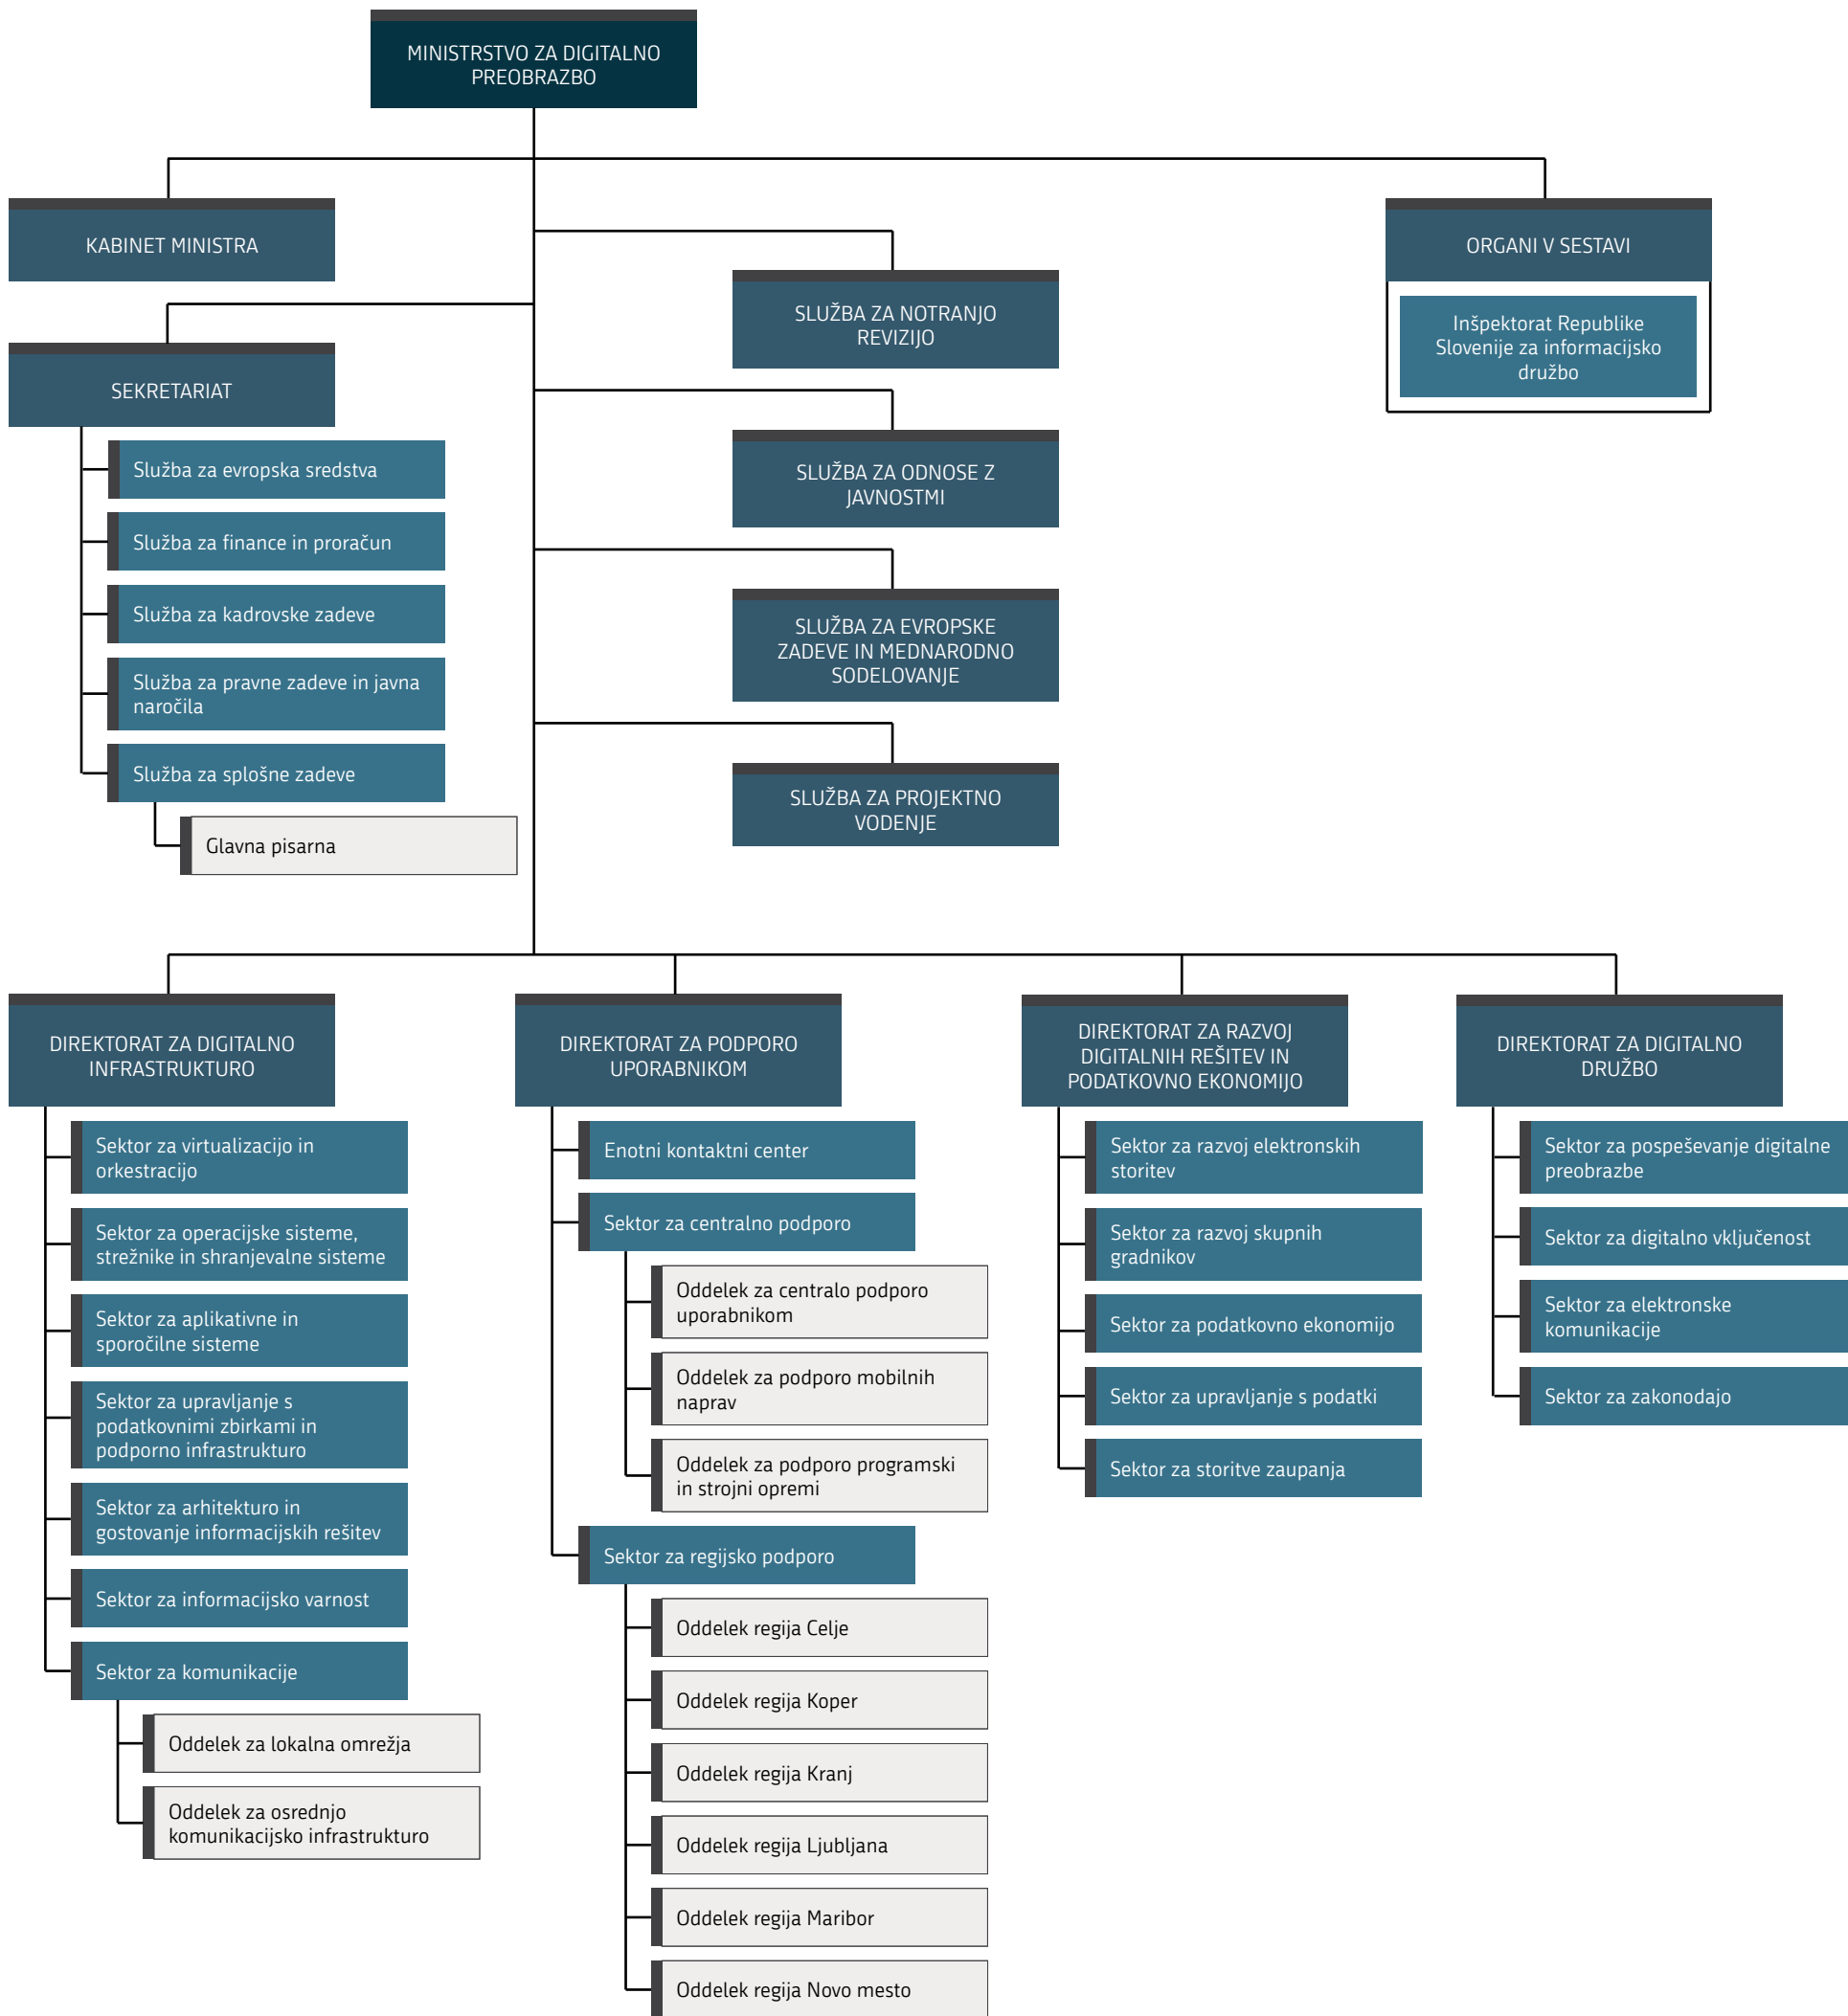 MINISTRSTVO ZA DIGITALNO
PREOBRAZBO
KABINET MINISTRA
ORGANI V SESTAVI
Inšpektorat Republike
Slovenije za informacijsko
družbo
SLUŽBA ZA NOTRANJO
REVIZIJO
SLUŽBA ZA ODNOSE Z
JAVNOSTMI
SLUŽBA ZA EVROPSKE
ZADEVE IN MEDNARODNO
SODELOVANJE
SLUŽBA ZA PROJEKTNO
VODENJE
SEKRETARIAT
Služba za evropska sredstva
Služba za finance in proračun
Služba za kadrovske zadeve
Služba za pravne zadeve in javna
naročila
Služba za splošne zadeve
Glavna pisarna
DIREKTORAT ZA DIGITALNO
INFRASTRUKTURO
Sektor za virtualizacijo in
orkestracijo
Sektor za operacijske sisteme,
strežnike in shranjevalne sisteme
Sektor za aplikativne in
sporočilne sisteme
Sektor za upravljanje s
podatkovnimi zbirkami in
podporno infrastrukturo
Sektor za arhitekturo in
gostovanje informacijskih rešitev
Sektor za informacijsko varnost
Sektor za komunikacije
Oddelek za lokalna omrežja
Oddelek za osrednjo
komunikacijsko infrastrukturo
DIREKTORAT ZA PODPORO
UPORABNIKOM
Enotni kontaktni center
Sektor za centralno podporo
Oddelek za centralo podporo
uporabnikom
Oddelek za podporo mobilnih
naprav
Oddelek za podporo programski
in strojni opremi
Sektor za regijsko podporo
Oddelek regija Celje
Oddelek regija Koper
Oddelek regija Kranj
Oddelek regija Ljubljana
Oddelek regija Maribor
Oddelek regija Novo mesto
DIREKTORAT ZA RAZVOJ
DIGITALNIH REŠITEV IN
PODATKOVNO EKONOMIJO
Sektor za razvoj elektronskih
storitev
Sektor za razvoj skupnih
gradnikov
Sektor za podatkovno ekonomijo
Sektor za upravljanje s podatki
Sektor za storitve zaupanja
DIREKTORAT ZA DIGITALNO
DRUŽBO
Sektor za pospeševanje digitalne
preobrazbe
Sektor za digitalno vključenost
Sektor za elektronske
komunikacije
Sektor za zakonodajo